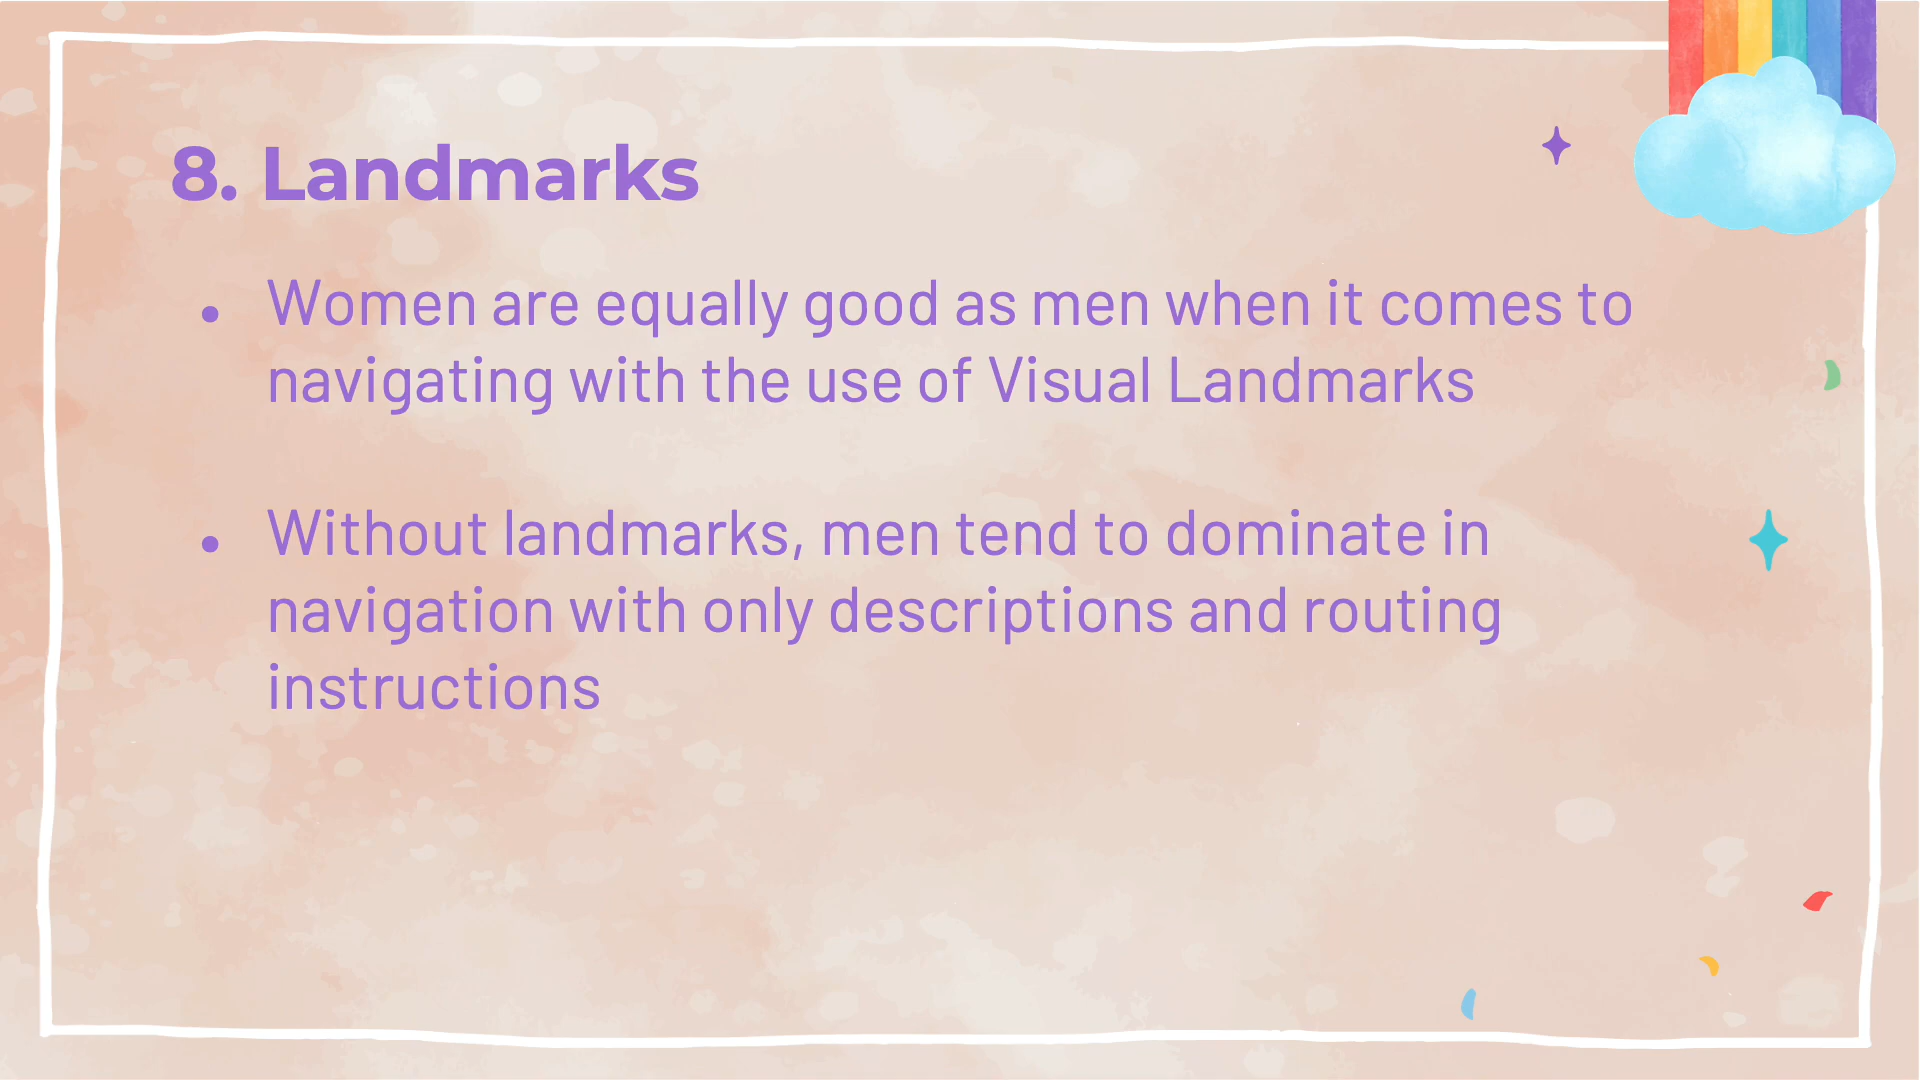 8. Landmarks
• Women are equally good as men when it comes to
navigating with the use of Visual Landmarks
• Without landmarks, men tend to dominate in
navigation with only descriptions and routing
instructions